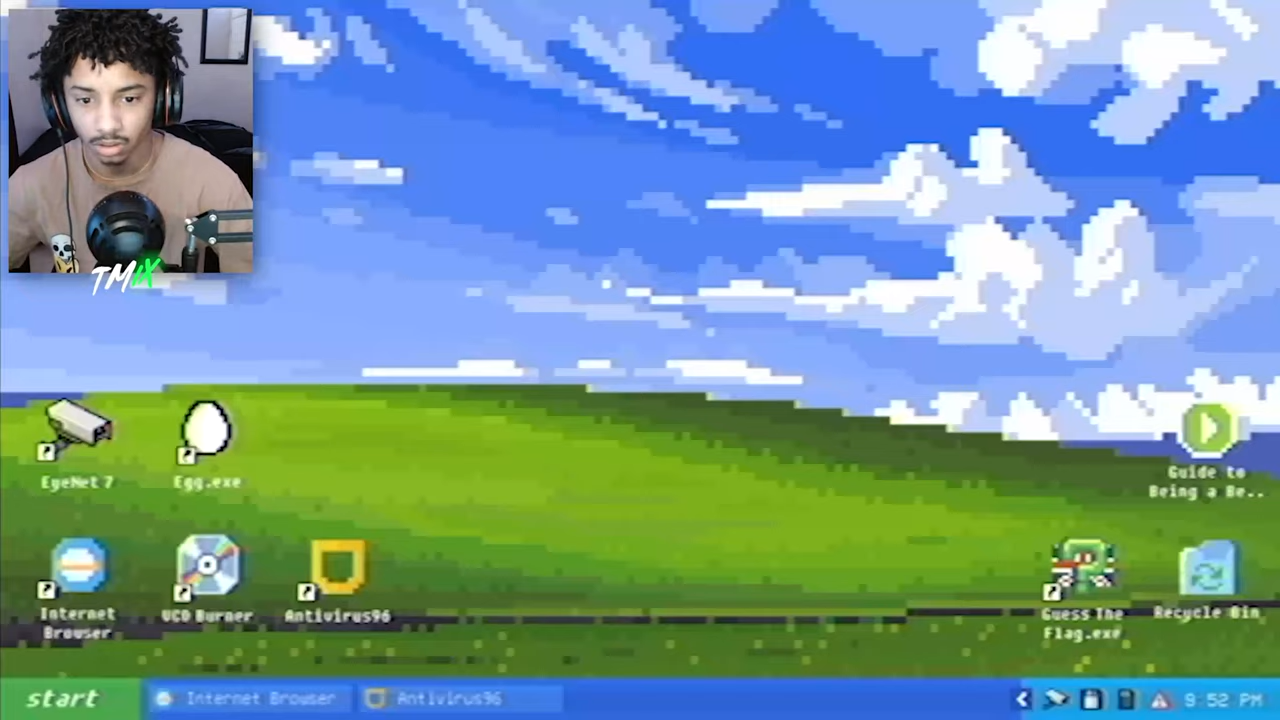 TMIX
EyeNet 7
Egg.exe
Guide to
Being a Be..
Internet
Browser
VCD Burner
Antivirus96
Guess The
Flag.exe
Recycle Bin
start
Internet Browser
Antivirus96
9:52 PM